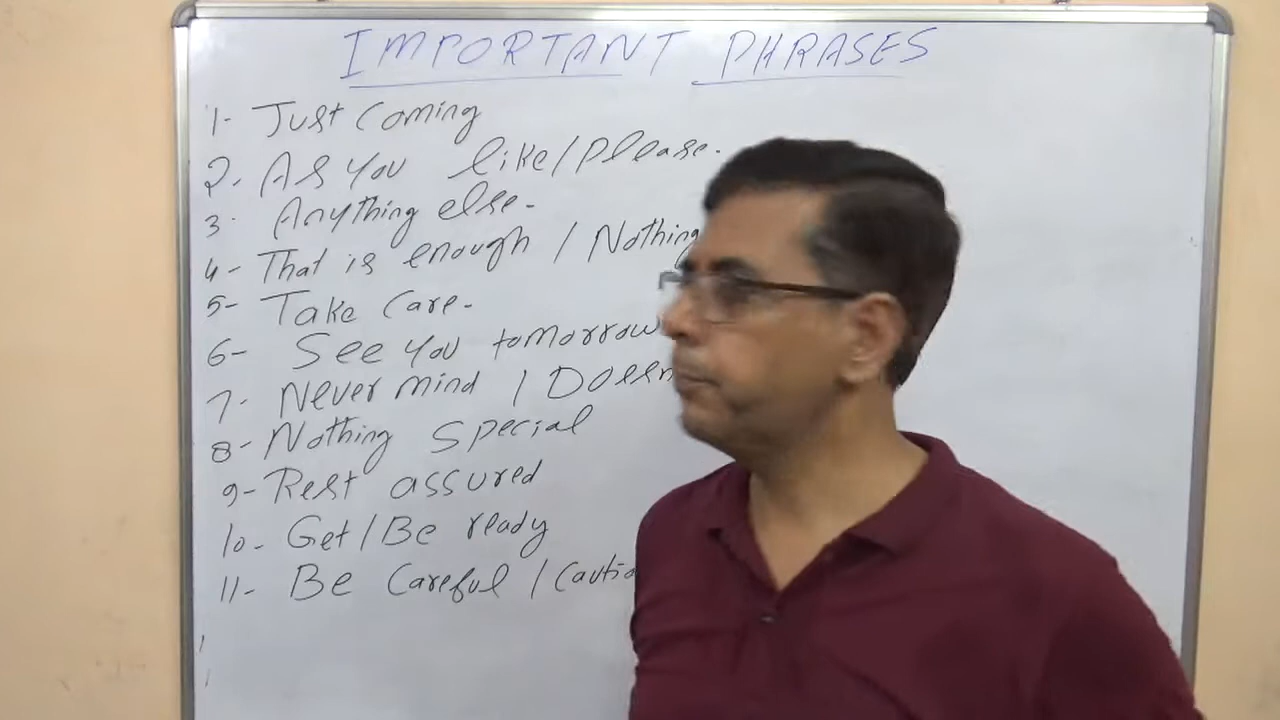 IMPORTANT PHRASES
1- Just Coming
2. As You like/Please.
3. Anything else.
4- That is enough / Nothing
5- Take Care.
6- See You tomorrow
7. Never mind /
8- Nothing Special
9- Rest assured
10- Get/Be ready
11- Be Careful /